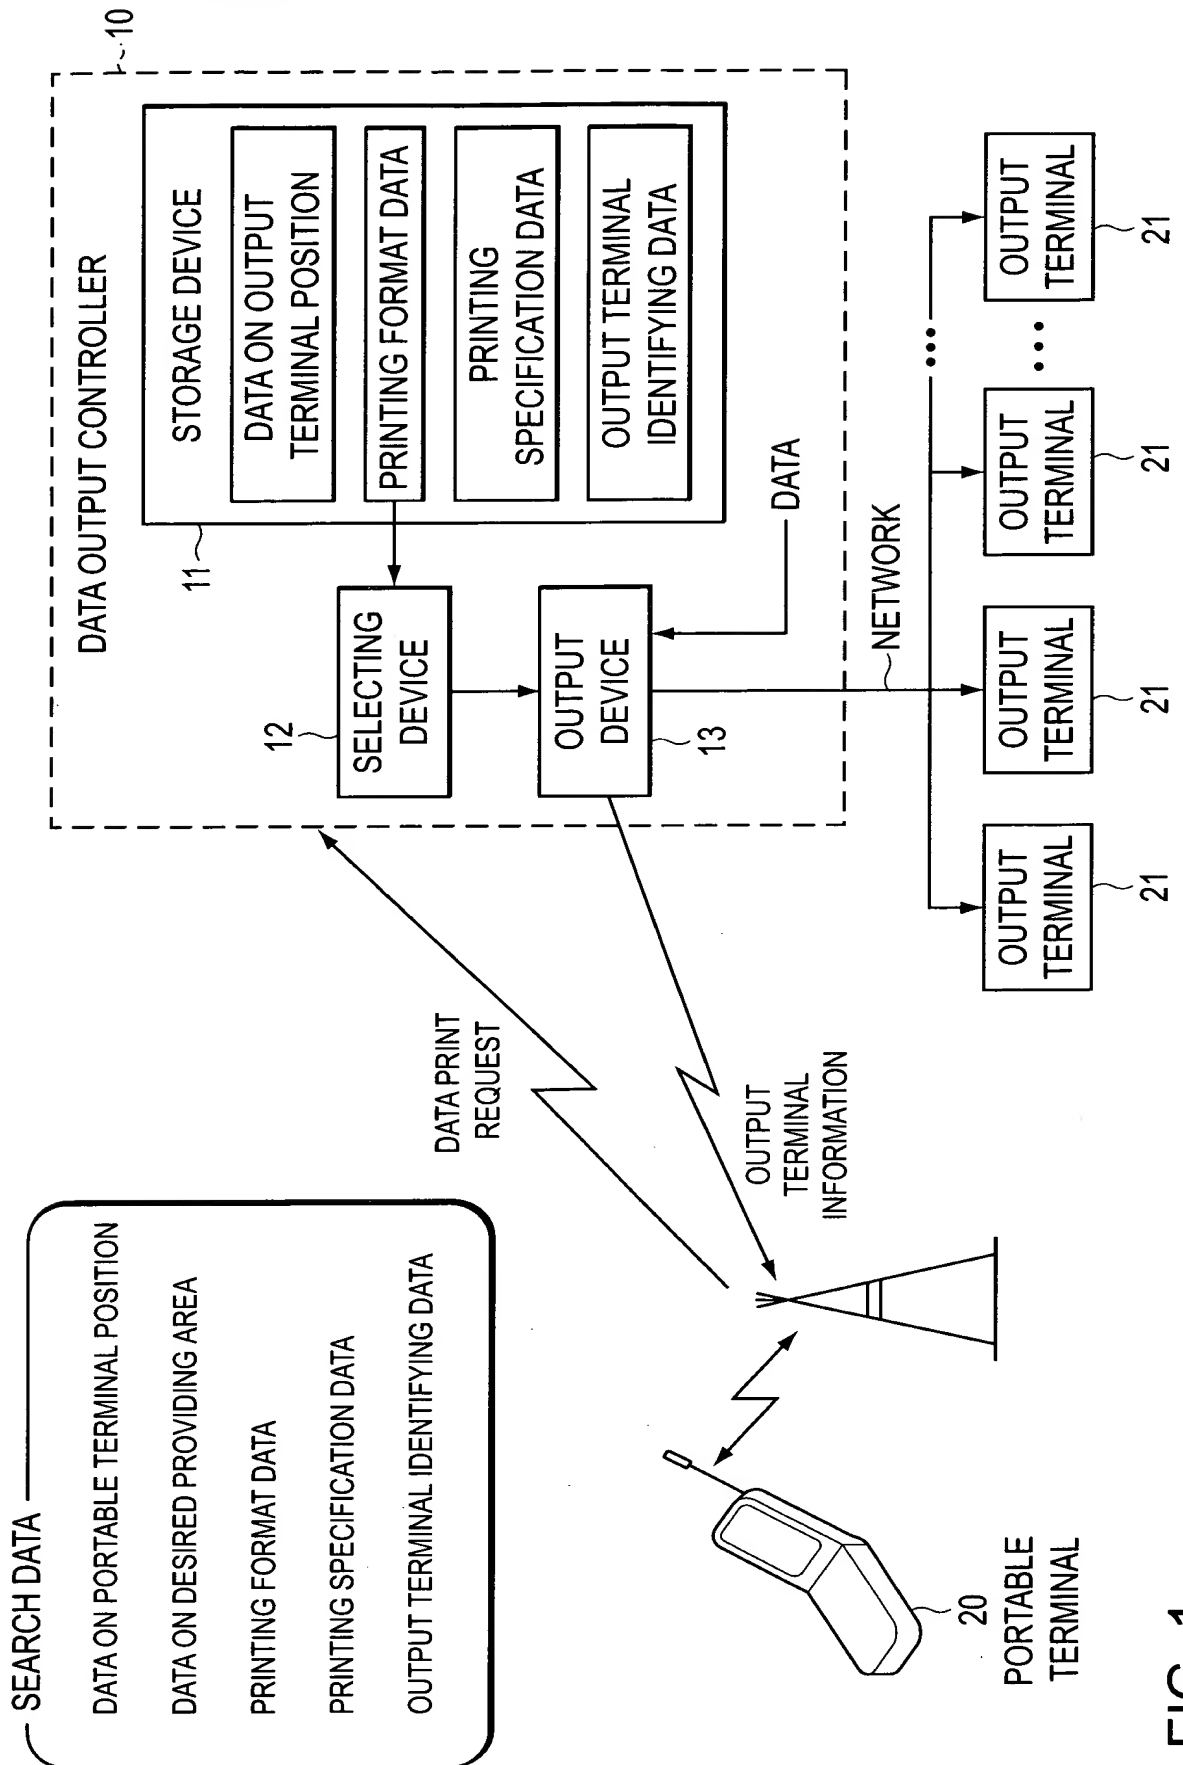 SEARCH DATA
DATA ON PORTABLE TERMINAL POSITION
DATA ON DESIRED PROVIDING AREA
PRINTING FORMAT DATA
PRINTING SPECIFICATION DATA
OUTPUT TERMINAL IDENTIFYING DATA
DATA PRINT
REQUEST
OUTPUT
TERMINAL
INFORMATION
20
PORTABLE
TERMINAL
10
DATA OUTPUT CONTROLLER
11
STORAGE DEVICE
DATA ON OUTPUT
TERMINAL POSITION
PRINTING FORMAT DATA
PRINTING
SPECIFICATION DATA
OUTPUT TERMINAL
IDENTIFYING DATA
12
SELECTING
DEVICE
OUTPUT
DEVICE
13
DATA
NETWORK
OUTPUT
TERMINAL
21
OUTPUT
TERMINAL
21
OUTPUT
TERMINAL
21
OUTPUT
TERMINAL
21